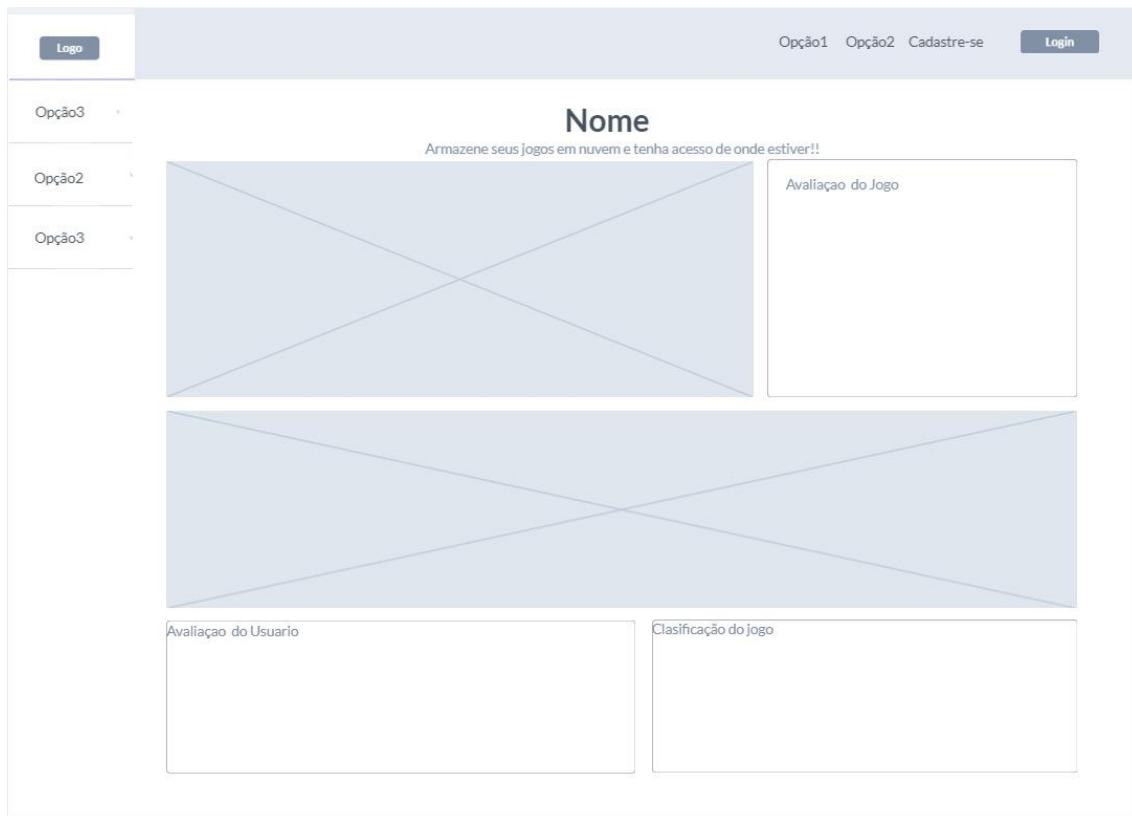 Logo
Opção1 Opção2 Cadastre-se Login
Opção3
Opção2
Opção3
Nome
Armazene seus jogos em nuvem e tenha acesso de onde estiver!!
Avaliaçao do Jogo
Avaliaçao do Usuario
Clasificação do jogo